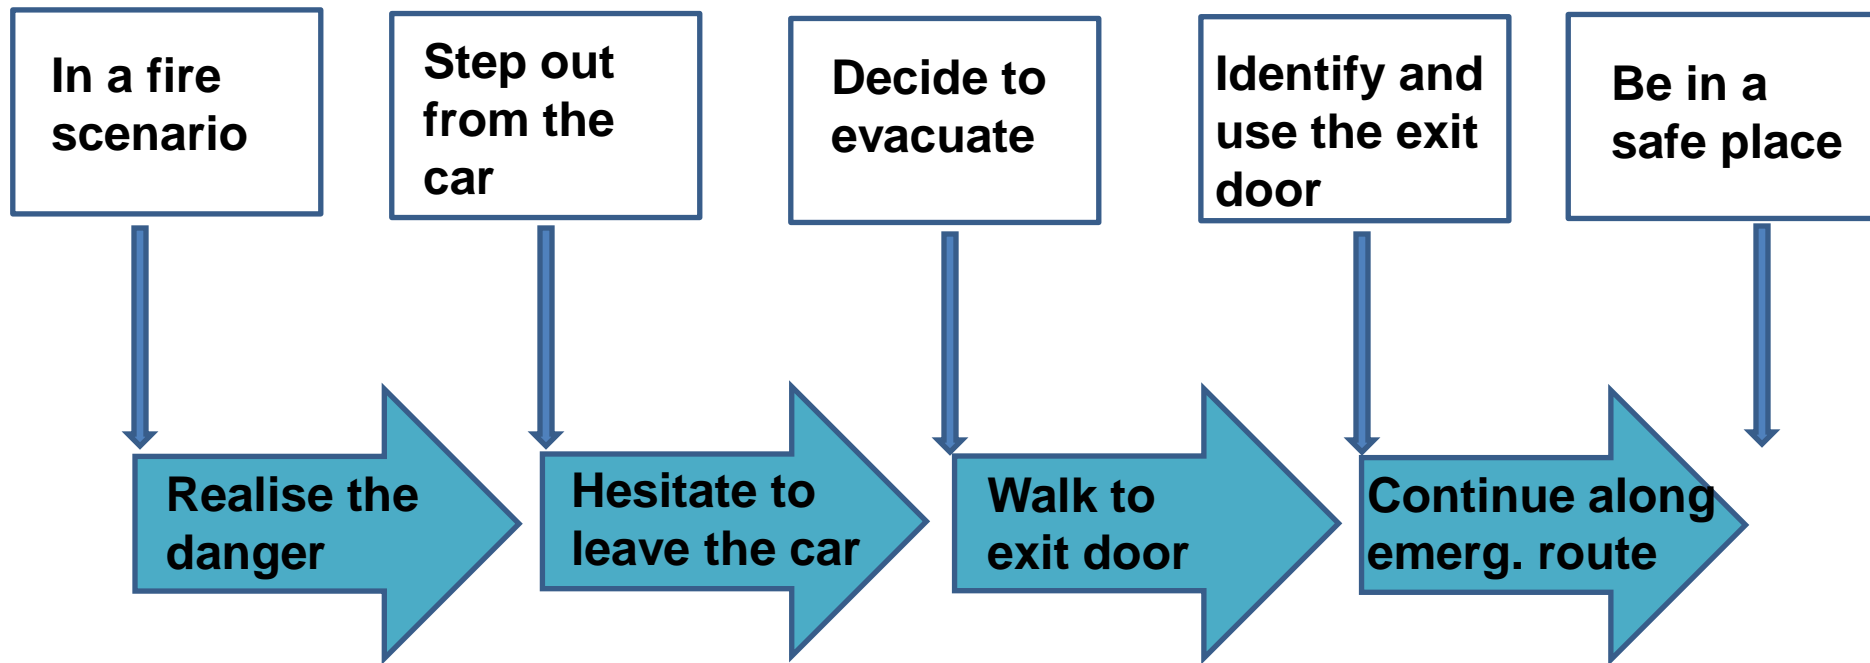 In a fire
scenario
Step out
from the
car
Decide to
evacuate
Identify and
use the exit
door
Be in a
safe place
Realise the
danger
Hesitate to
leave the car
Walk to
exit door
Continue along
emerg. route